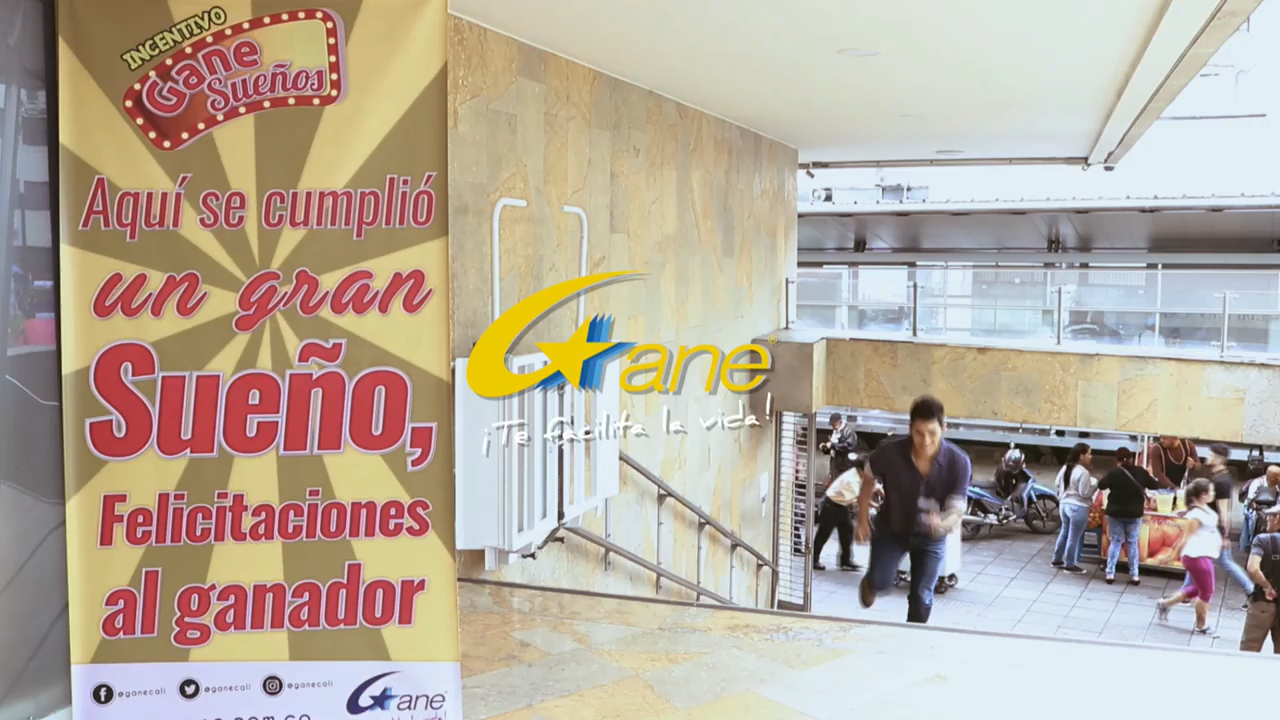 INCENTIVO
Gane
Sueños
Aquí se cumplió
un gran
Sueño,
Felicitaciones
al ganador
@ganecali @ganecali @ganecali
Gane
Gane®
¡Te facilita la vida!